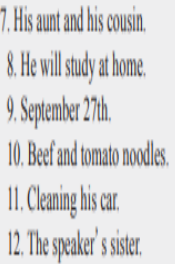 7. His aunt and his cousin.
8. He will study at home.
9. September 27th.
10. Beef and tomato noodles.
11. Cleaning his car.
12. The speaker’s sister.